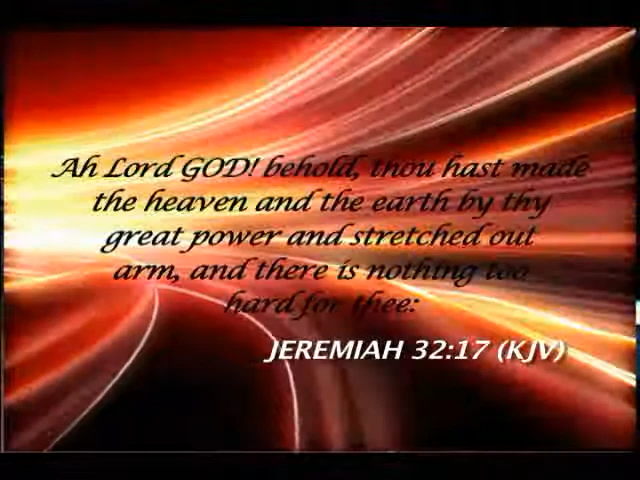 Ah Lord GOD! behold, thou hast made
the heaven and the earth by thy
great power and stretched out
arm, and there is nothing too
hard for thee:
JEREMIAH 32:17 (KJV)